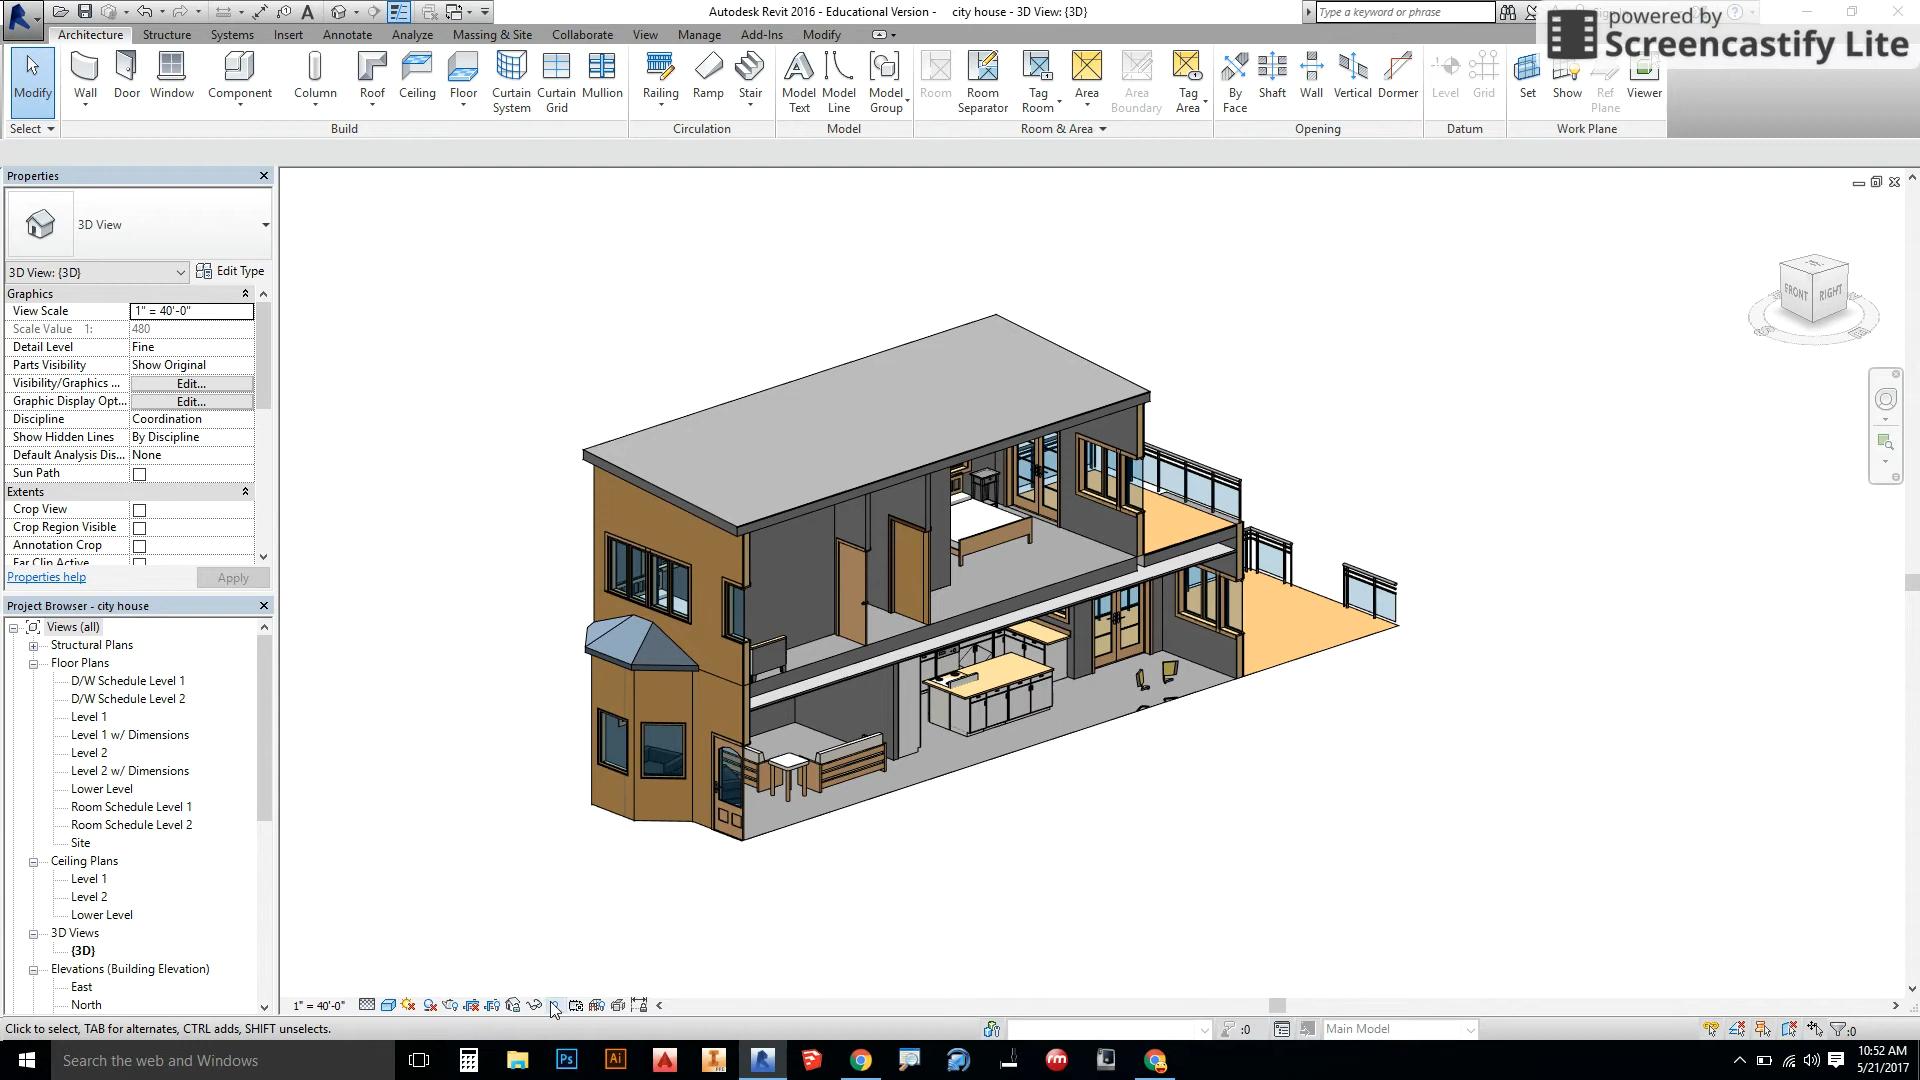 Autodesk Revit 2016 - Educational Version - city house - 3D View: {3D}
Type a keyword or phrase
powered by
Screencastify Lite
Architecture Structure Systems Insert Annotate Analyze Massing & Site Collaborate View Manage Add-Ins Modify
Modify Wall Door Window Component Column Roof Ceiling Floor Curtain System Curtain Grid Mullion Railing Ramp Stair Model Text Model Line Model Group Room Room Separator Tag Room Area Area Boundary Tag Area By Face Shaft Wall Vertical Dormer Level Grid Set Show Ref Plane Viewer
Select Build Circulation Model Room & Area Opening Datum Work Plane
Properties
3D View
3D View: {3D} Edit Type
Graphics
View Scale 1" = 40'-0"
Scale Value 1: 480
Detail Level Fine
Parts Visibility Show Original
Visibility/Graphics ... Edit...
Graphic Display Opt... Edit...
Discipline Coordination
Show Hidden Lines By Discipline
Default Analysis Dis... None
Sun Path
Extents
Crop View
Crop Region Visible
Annotation Crop
Far Clip Active
Properties help Apply
Project Browser - city house
Views (all)
Structural Plans
Floor Plans
D/W Schedule Level 1
D/W Schedule Level 2
Level 1
Level 1 w/ Dimensions
Level 2
Level 2 w/ Dimensions
Lower Level
Room Schedule Level 1
Room Schedule Level 2
Site
Ceiling Plans
Level 1
Level 2
Lower Level
3D Views
{3D}
Elevations (Building Elevation)
East
North
FRONT RIGHT
1" = 40'-0"
Click to select, TAB for alternates, CTRL adds, SHIFT unselects.
:0 Main Model :0
Search the web and Windows
Ps Ai
10:52 AM
5/21/2017